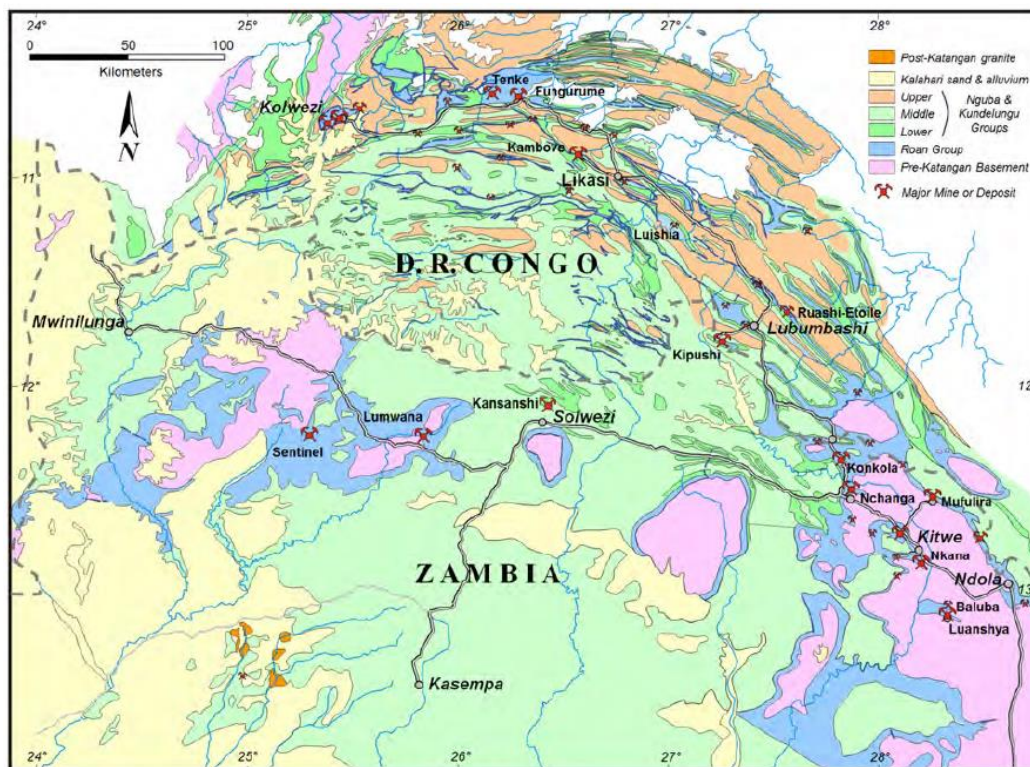 24°
25°
26°
27°
28°
0 50 100
Kilometers
N
Post-Katangan granite
Kalahari sand & alluvium
Upper
Middle
Lower
Nguba &
Kundelungu
Groups
Roan Group
Pre-Katangan Basement
Major Mine or Deposit
Tenke
Fungurume
Kolwezi
Kambove
11
Likasi
Luishia
D. R. CONGO
Mwinilunga
Ruashi-Etoile
Lubumbashi
Kipushi
12°
12°
Kansanshi
Solwezi
Lumwana
Sentinel
Konkola
Nchanga
Mufulira
Kitwe
Nkana
ZAMBIA
Ndola
13
Baluba
Luanshya
Kasempa
24°
25°
26°
27°
28°